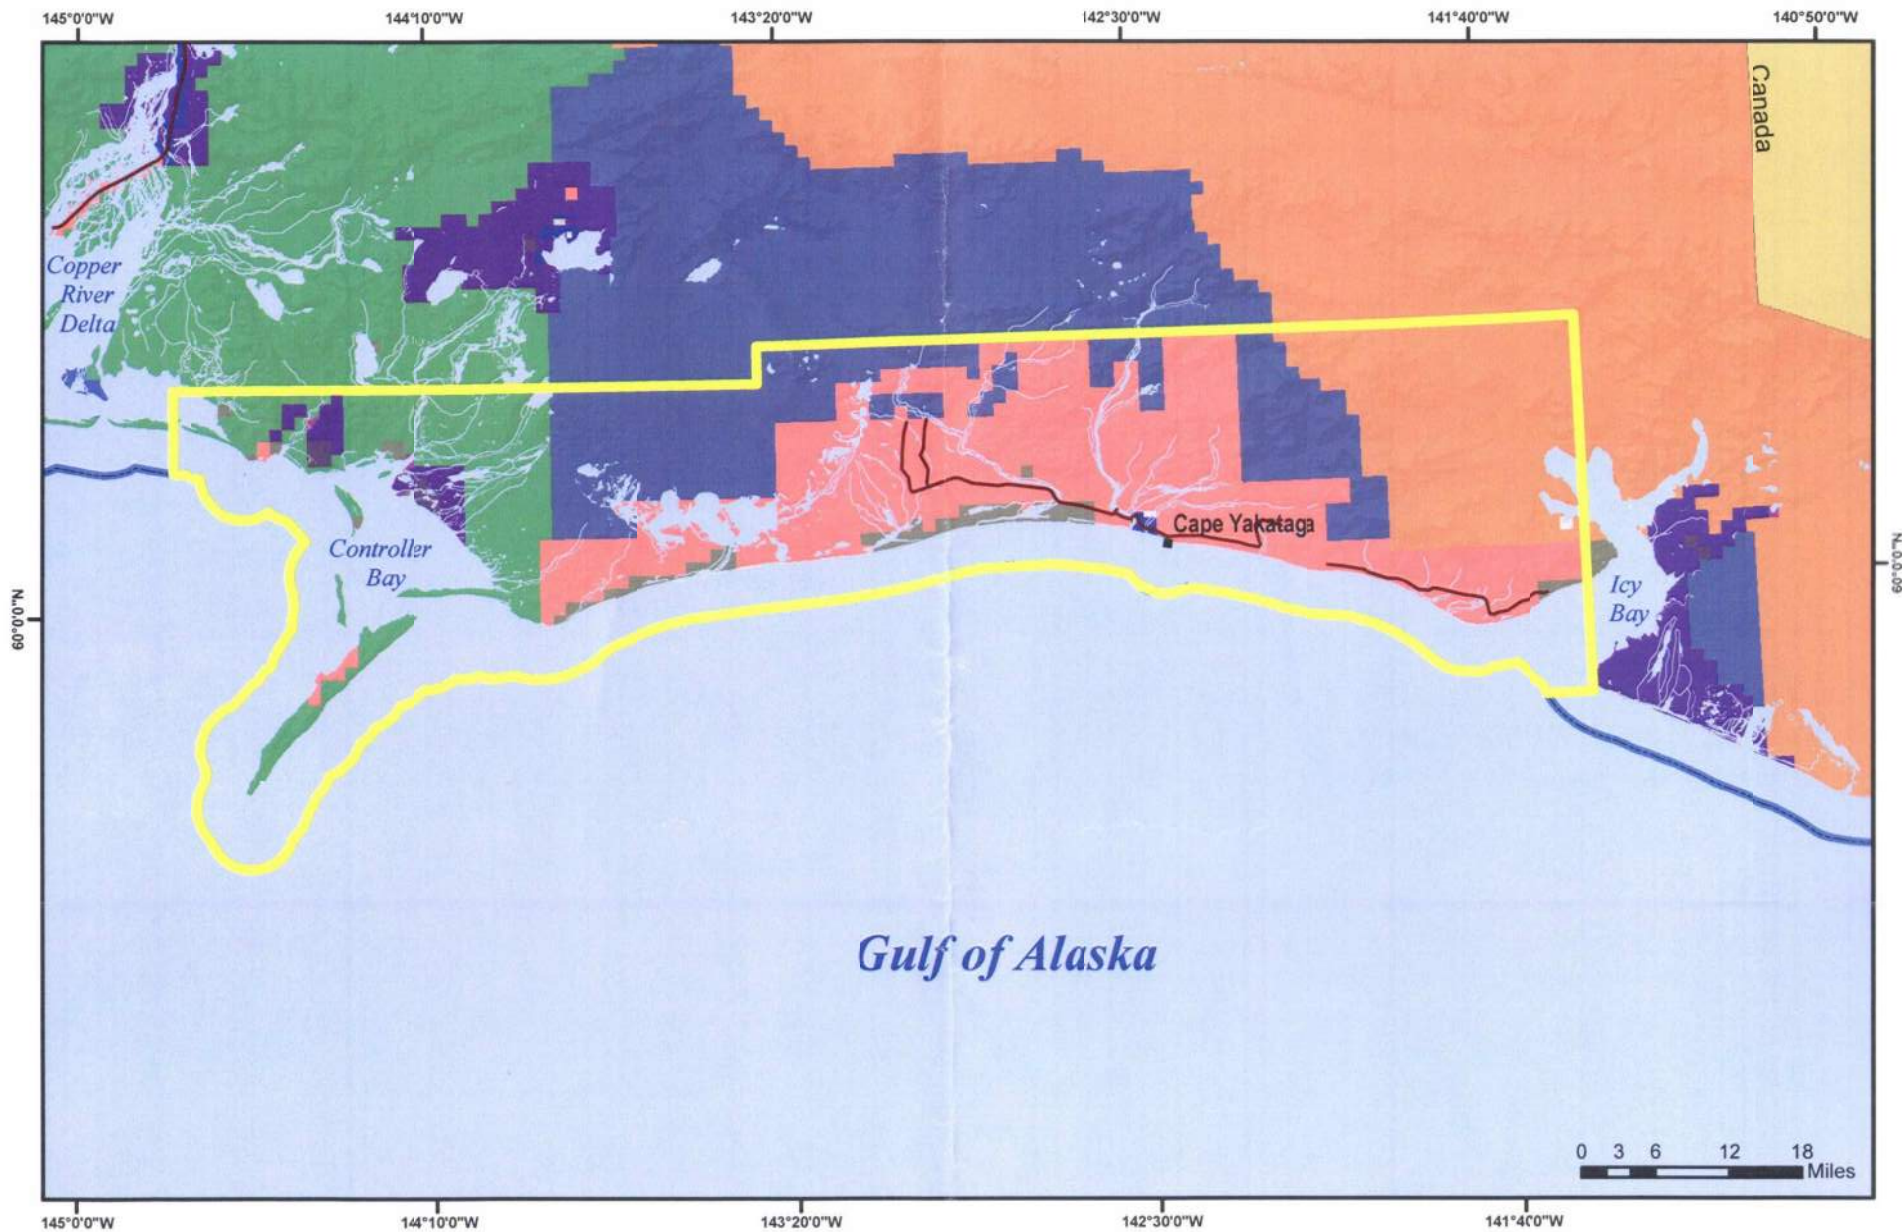 145°0'0"W 144°10'0"W 143°20'0"W 142°30'0"W 141°40'0"W 140°50'0"W
Canada
Copper
River
Delta
Controller
Bay
Cape Yakataga
Icy
Bay
60°0'0"N
60°0'0"N
Gulf of Alaska
0 3 6 12 18
Miles
145°0'0"W 144°10'0"W 143°20'0"W 142°30'0"W 141°40'0"W